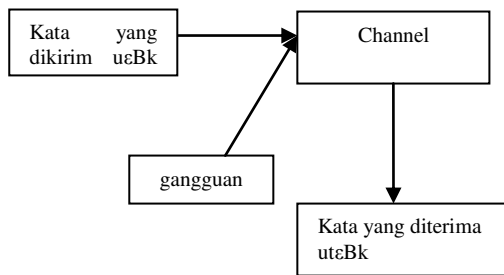 Kata yang
dikirim uεBk
Channel
gangguan
Kata yang diterima
utεBk